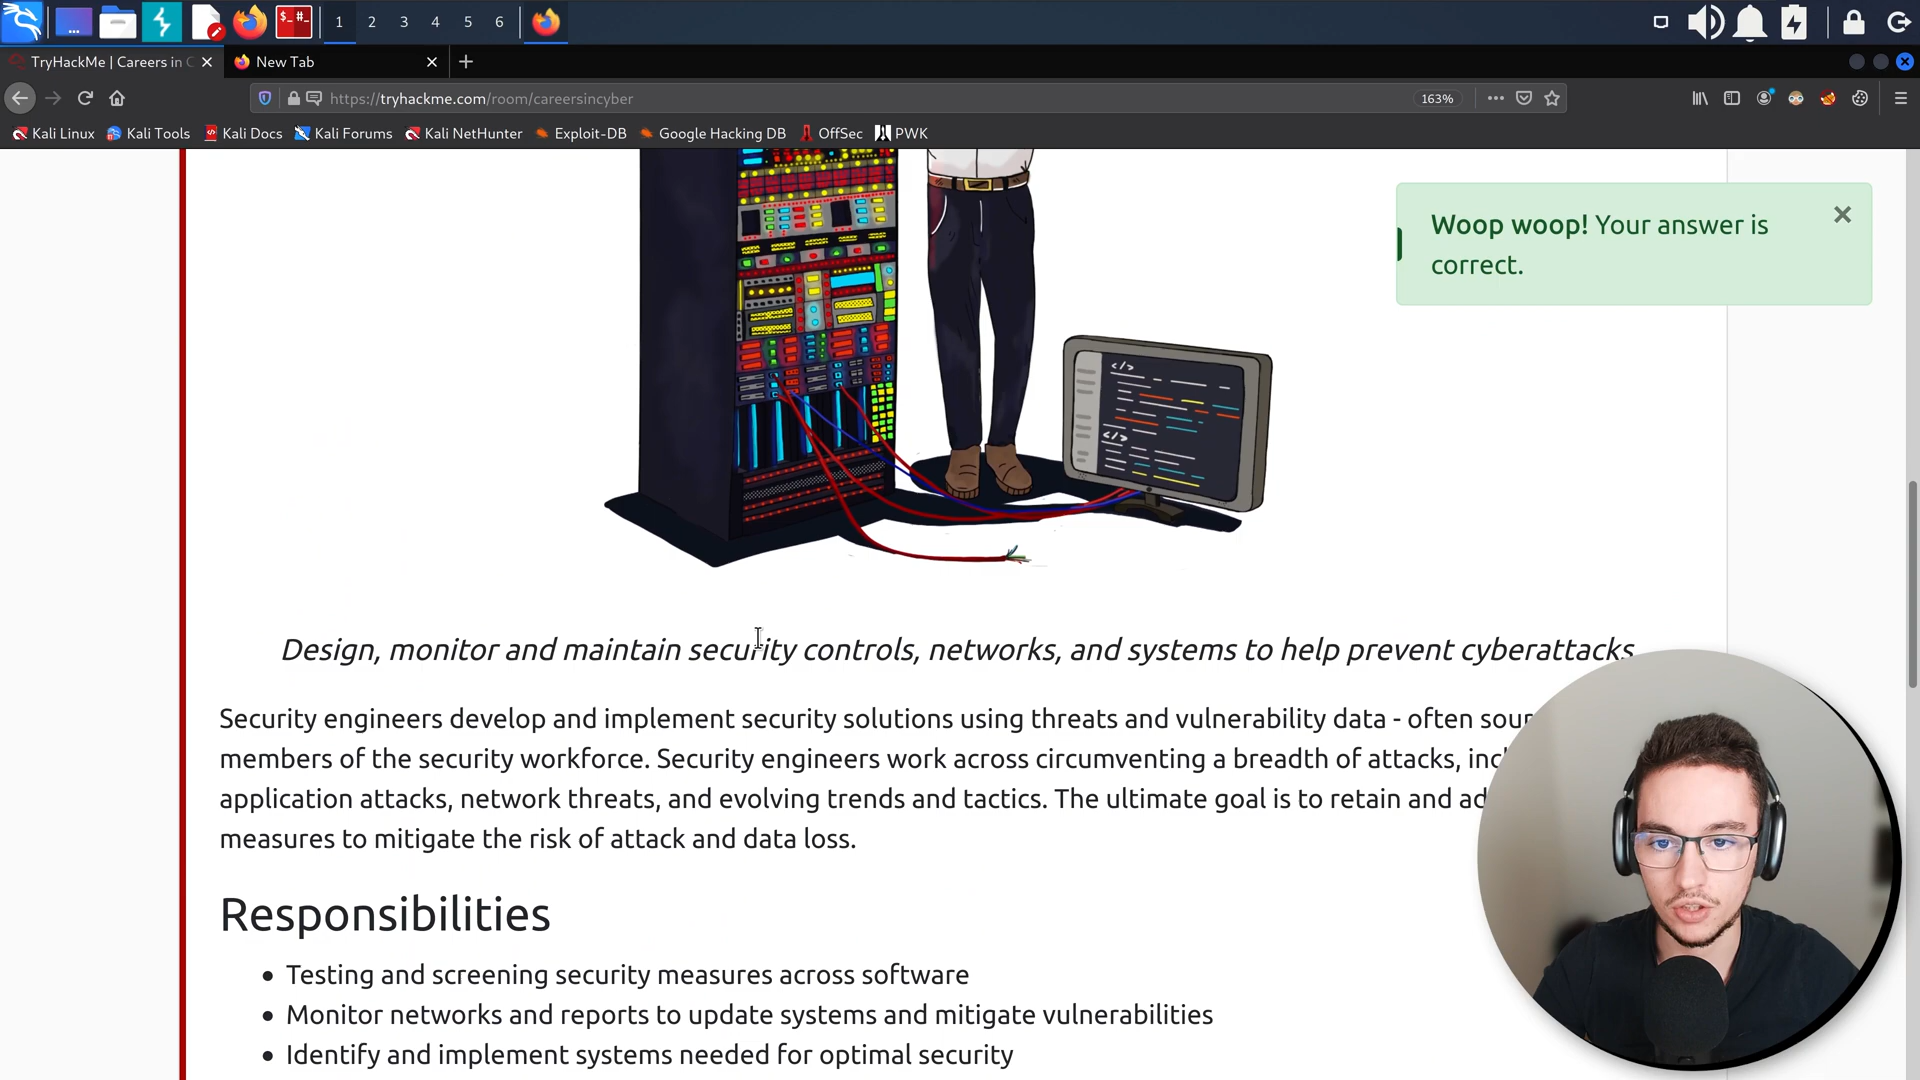 1 2 3 4 5 6
TryHackMe | Careers in C
New Tab
https://tryhackme.com/room/careersincyber
163%
Kali Linux Kali Tools Kali Docs Kali Forums Kali NetHunter Exploit-DB Google Hacking DB OffSec PWK
Woop woop! Your answer is
correct.
</>
</>
Design, monitor and maintain security controls, networks, and systems to help prevent cyberattacks
Security engineers develop and implement security solutions using threats and vulnerability data - often
members of the security workforce. Security engineers work across circumventing a breadth of attacks,
application attacks, network threats, and evolving trends and tactics. The ultimate goal is to retain and
measures to mitigate the risk of attack and data loss.
Responsibilities
• Testing and screening security measures across software
• Monitor networks and reports to update systems and mitigate vulnerabilities
• Identify and implement systems needed for optimal security